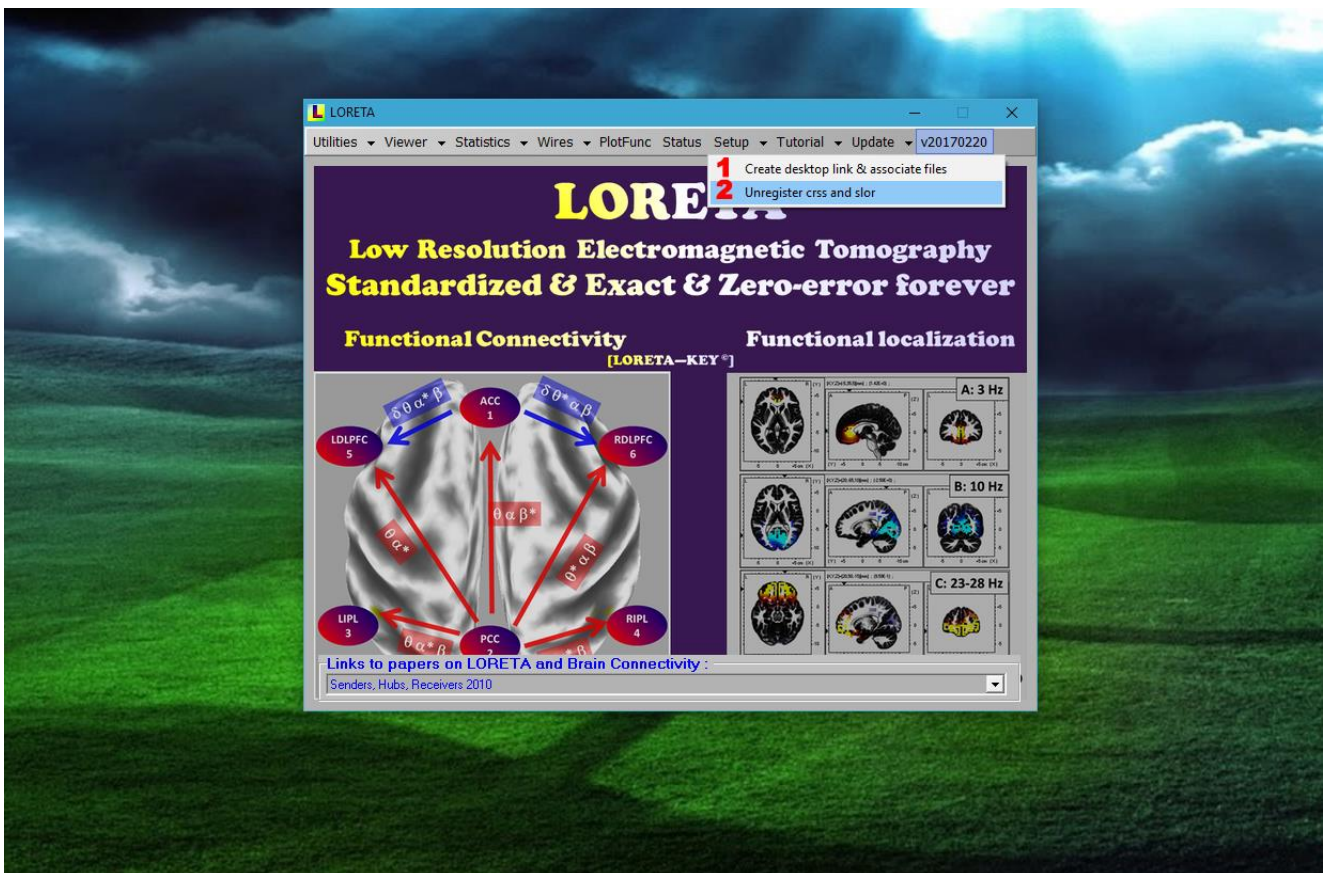 LORETA
Utilities Viewer Statistics Wires PlotFunc Status Setup Tutorial Update v20170220
1 Create desktop link & associate files
2 Unregister crss and slor
Low Resolution Electromagnetic Tomography
Standardized & Exact & Zero-error forever
Functional Connectivity
Functional localization
[LORETA—KEY©]
δ θ α* β
ACC
1
δ θ* α β
LDLPFC
5
RDLPFC
6
θ α β*
θ α*
θ* α β
LIPL
3
RIPL
4
θ α* β
PCC
A: 3 Hz
B: 10 Hz
C: 23-28 Hz
Links to papers on LORETA and Brain Connectivity :
Senders, Hubs, Receivers 2010